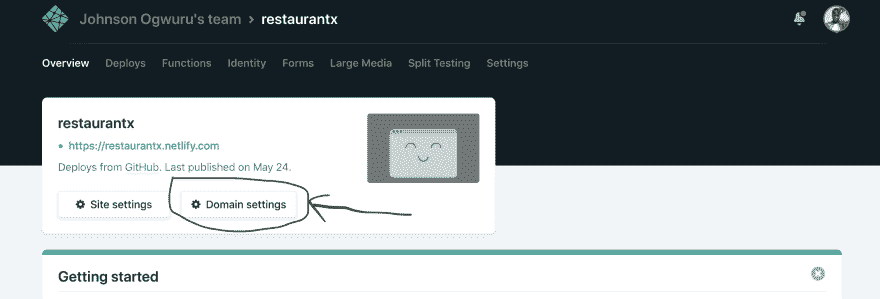 Johnson Ogwuru's team > restaurantx
Overview Deploys Functions Identity Forms Large Media Split Testing Settings
restaurantx
https://restaurantx.netlify.com
Deploys from GitHub. Last published on May 24.
Site settings Domain settings
Getting started